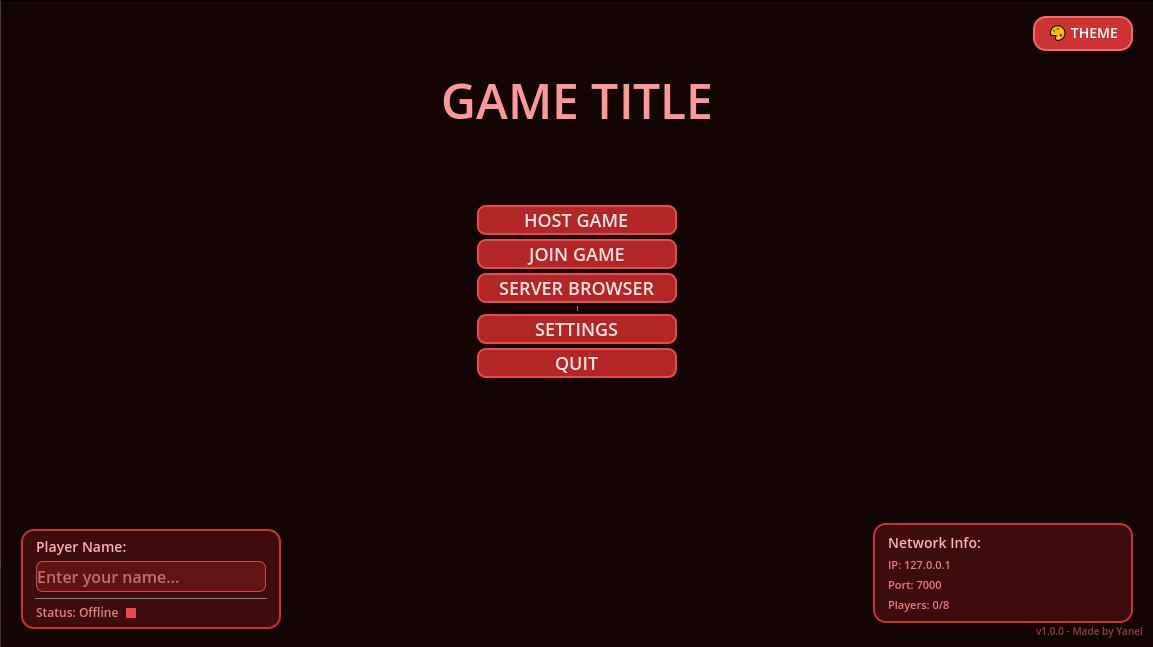 THEME
GAME TITLE
HOST GAME
JOIN GAME
SERVER BROWSER
SETTINGS
QUIT
Player Name:
Enter your name...
Status: Offline
Network Info:
IP: 127.0.0.1
Port: 7000
Players: 0/8
v1.0.0 - Made by Yanel